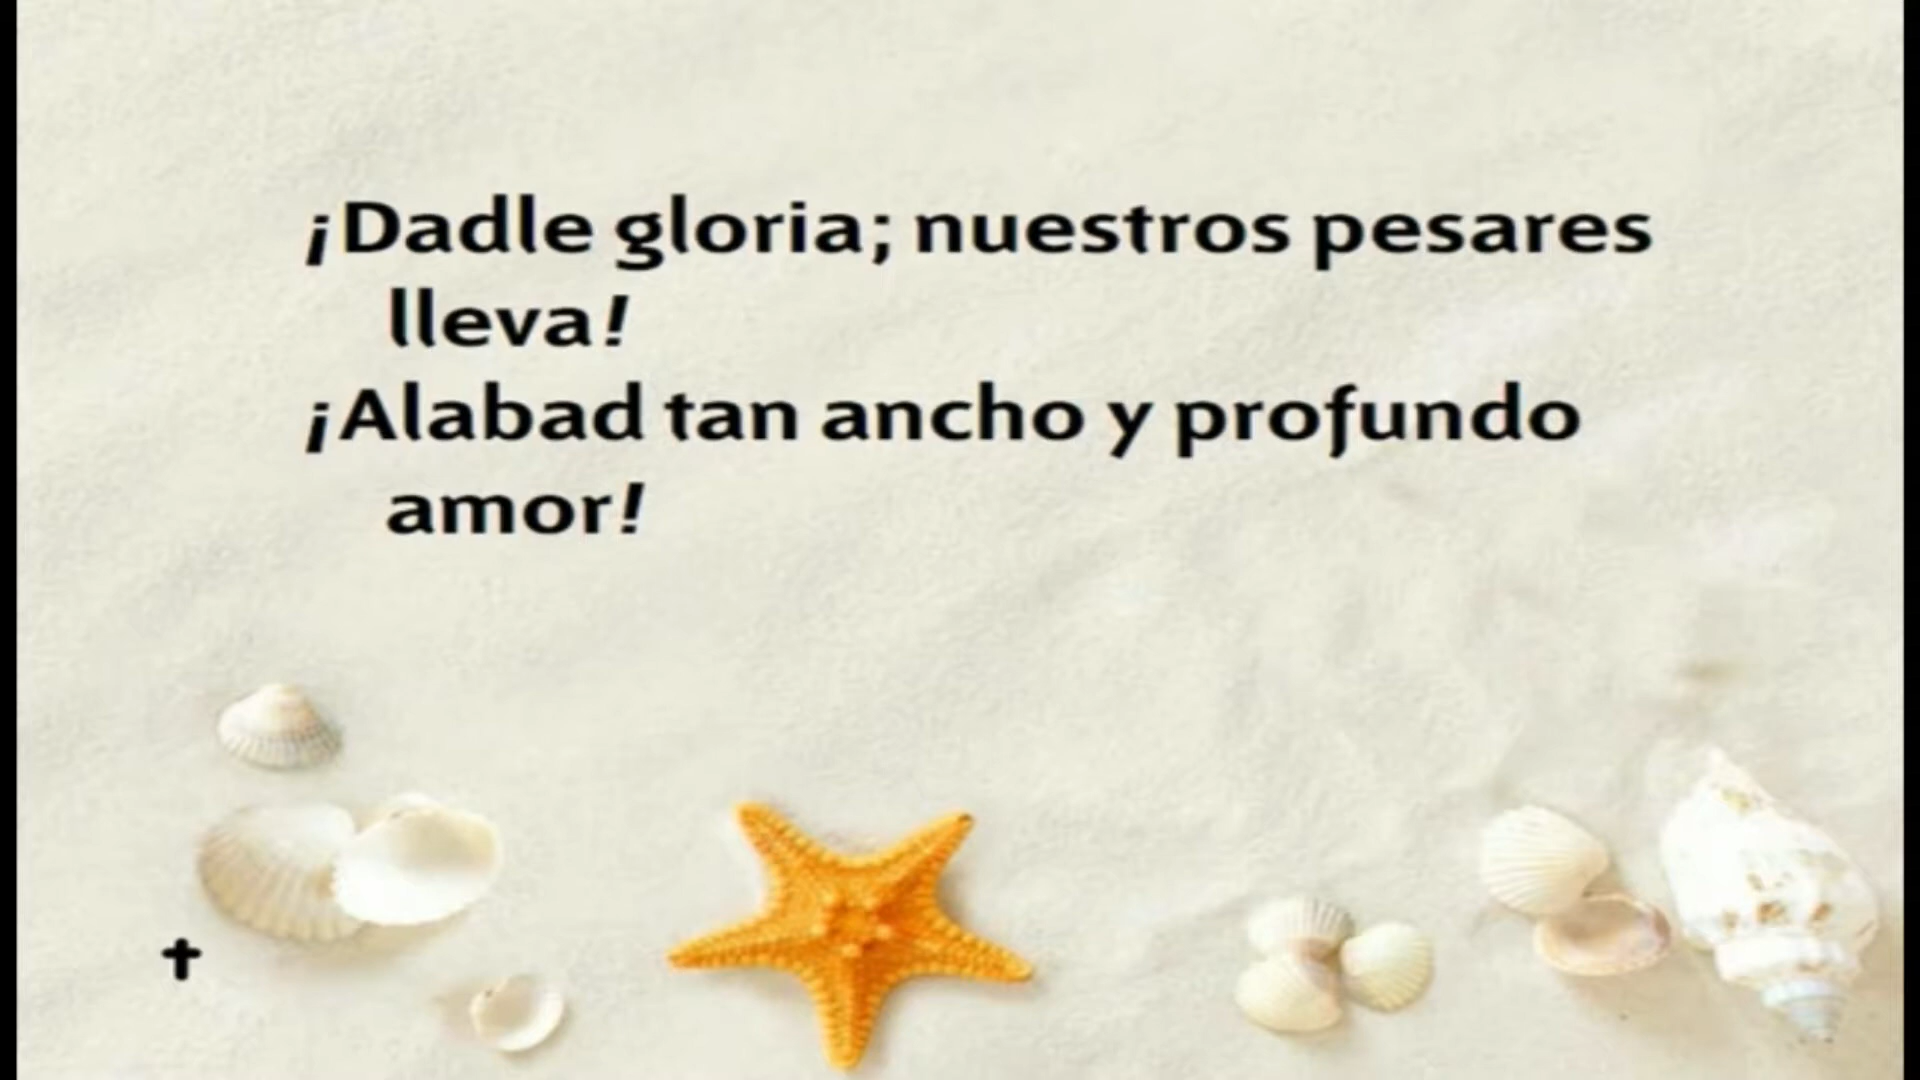 ¡Dadle gloria; nuestros pesares
lleva!
¡Alabad tan ancho y profundo
amor!